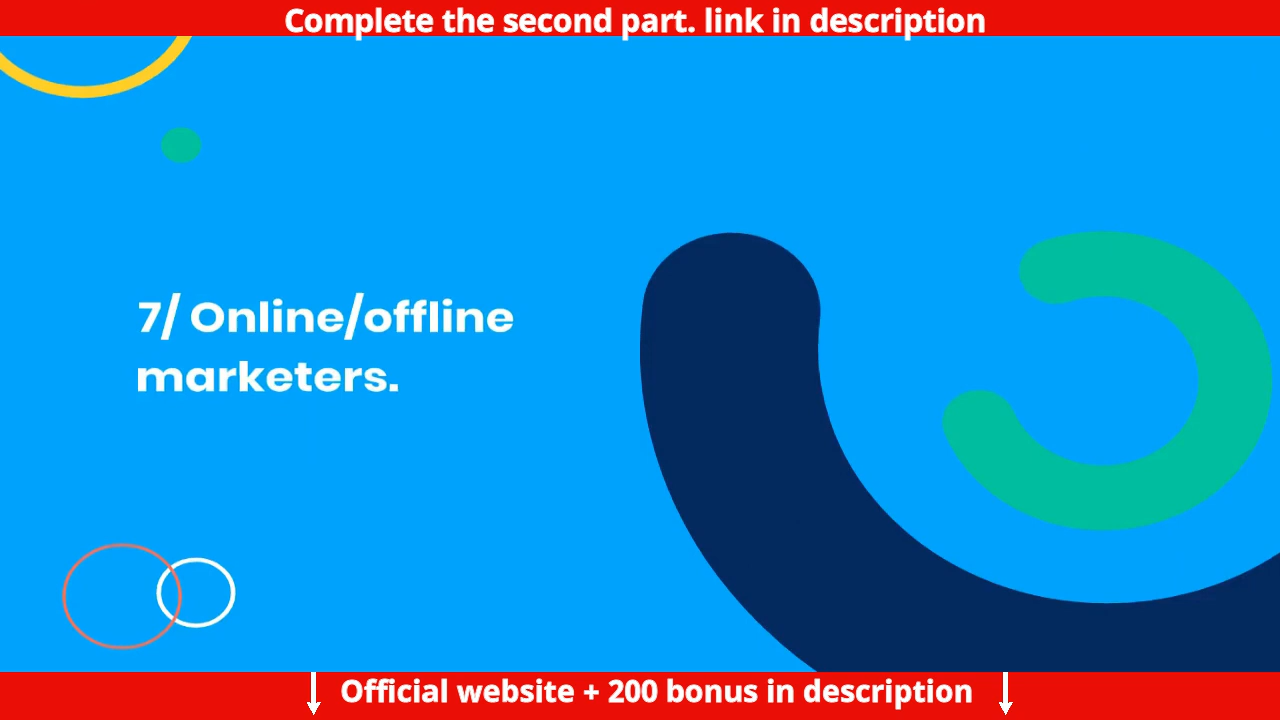 Complete the second part. link in description
7/ Online/offline
marketers.
Official website + 200 bonus in description